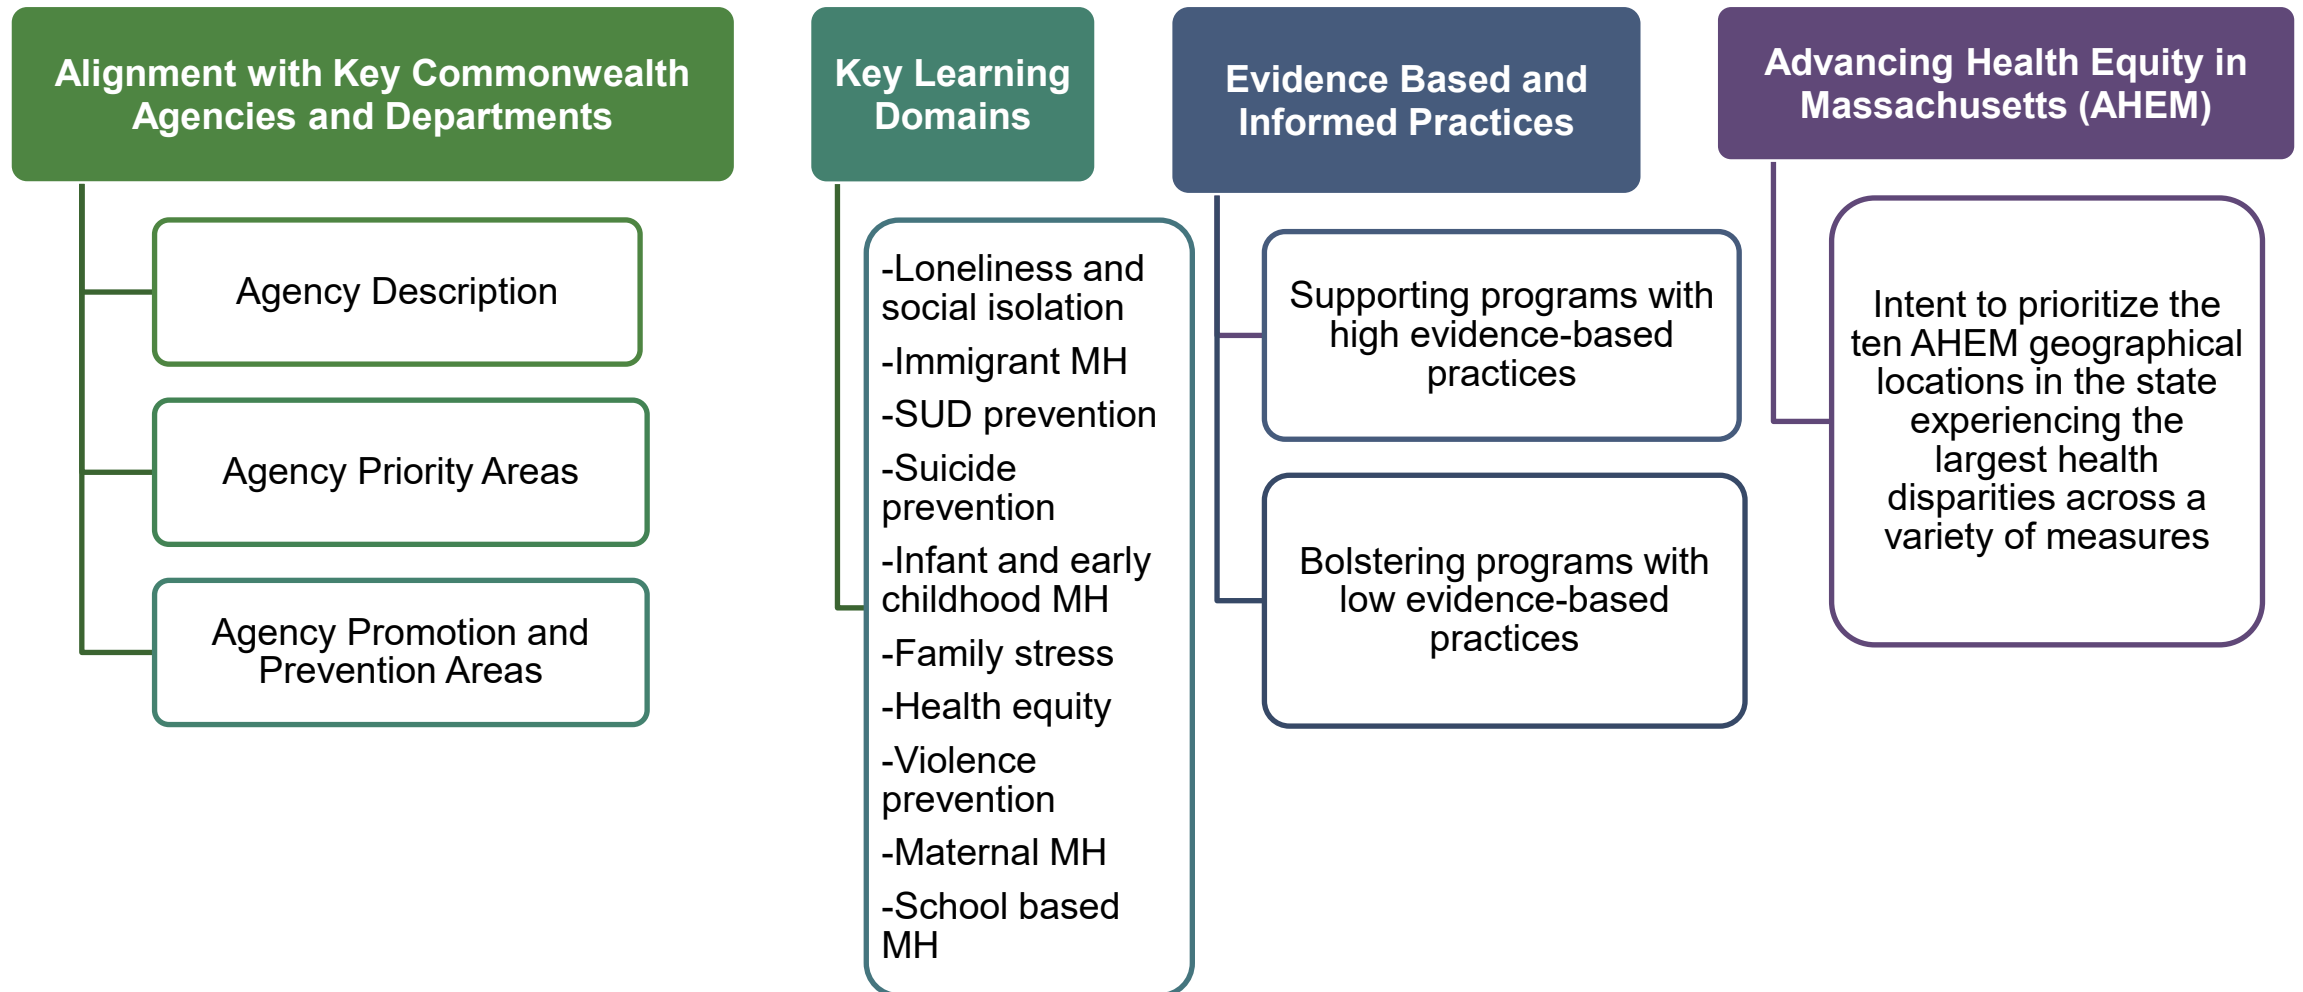 Alignment with Key Commonwealth
Agencies and Departments
Agency Description
Agency Priority Areas
Agency Promotion and
Prevention Areas
Key Learning
Domains
-Loneliness and
social isolation
-Immigrant MH
-SUD prevention
-Suicide
prevention
-Infant and early
childhood MH
-Family stress
-Health equity
-Violence
prevention
-Maternal MH
-School based
MH
Evidence Based and
Informed Practices
Supporting programs with
high evidence-based
practices
Bolstering programs with
low evidence-based
practices
Advancing Health Equity in
Massachusetts (AHEM)
Intent to prioritize the
ten AHEM geographical
locations in the state
experiencing the
largest health
disparities across a
variety of measures